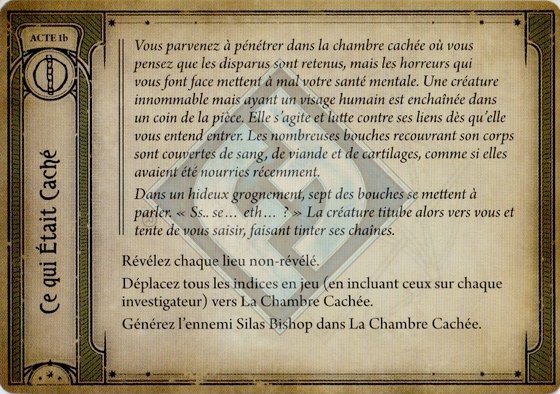 ACTE 1b
Ce qui Était Caché
Vous parvenez à pénétrer dans la chambre cachée où vous
pensez que les disparus sont retenus, mais les horreurs qui
vous font face mettent à mal votre santé mentale. Une créature
innommable mais ayant un visage humain est enchaînée dans
un coin de la pièce. Elle s'agite et lutte contre ses liens dès qu'elle
vous entend entrer. Les nombreuses bouches recouvrant son corps
sont couvertes de sang, de viande et de cartilages, comme si elles
avaient été nourries récemment.
Dans un hideux grognement, sept des bouches se mettent à
parler. « Ss.. se… eth… ? » La créature titube alors vers vous et
tente de vous saisir, faisant tinter ses chaînes.
Révélez chaque lieu non-révélé.
Déplacez tous les indices en jeu (en incluant ceux sur chaque
investigateur) vers La Chambre Cachée.
Générez l'ennemi Silas Bishop dans La Chambre Cachée.